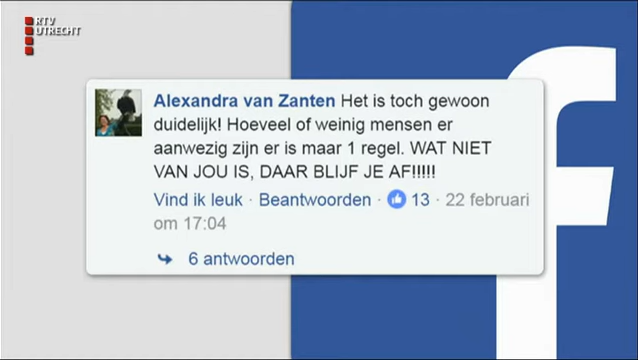 RTV
UTRECHT
Alexandra van Zanten Het is toch gewoon
duidelijk! Hoeveel of weinig mensen er
aanwezig zijn er is maar 1 regel. WAT NIET
VAN JOU IS, DAAR BLIJF JE AF!!!!!
Vind ik leuk · Beantwoorden · 13 · 22 februari
om 17:04
6 antwoorden